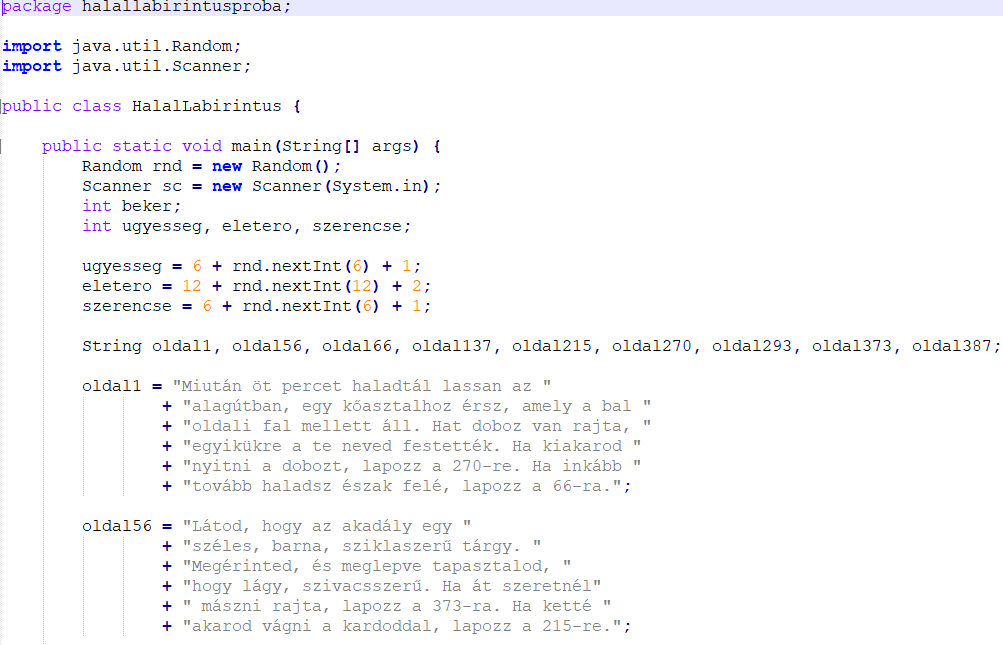 package halallabirintusproba;
import java.util.Random;
import java.util.Scanner;
public class HalalLabirintus {
public static void main(String[] args) {
Random rnd = new Random();
Scanner sc = new Scanner(System.in);
int beker;
int ugyesseg, eletero, szerencse;
ugyesseg = 6 + rnd.nextInt(6) + 1;
eletero = 12 + rnd.nextInt(12) + 2;
szerencse = 6 + rnd.nextInt(6) + 1;
String oldal1, oldal56, oldal66, oldal137, oldal215, oldal270, oldal293, oldal373, oldal387;
oldal1 = "Miután öt percet haladtál lassan az "
+ "alagútban, egy kőasztalhoz érsz, amely a bal "
+ "oldali fal mellett áll. Hat doboz van rajta, "
+ "egyikükre a te neved festették. Ha kiakarod "
+ "nyitni a dobozt, lapozz a 270-re. Ha inkább "
+ "tovább haladsz észak felé, lapozz a 66-ra.";
oldal56 = "Látod, hogy az akadály egy "
+ "széles, barna, sziklaszerű tárgy. "
+ "Megérinted, és meglepve tapasztalod, "
+ "hogy lágy, szivacsszerű. Ha át szeretnél"
+ " mászni rajta, lapozz a 373-ra. Ha ketté "
+ "akarod vágni a kardoddal, lapozz a 215-re.";